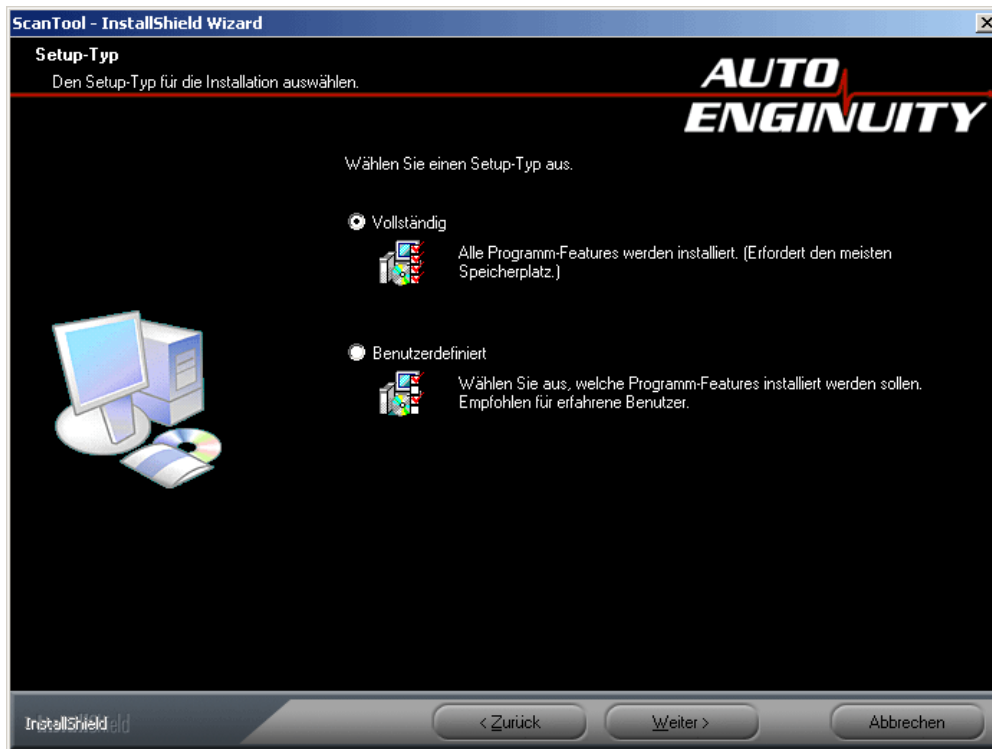 ScanTool - InstallShield Wizard
Setup-Typ
Den Setup-Typ für die Installation auswählen.
AUTO
ENGINUITY
Wählen Sie einen Setup-Typ aus.
Vollständig
Alle Programm-Features werden installiert. (Erfordert den meisten
Speicherplatz.)
Benutzerdefiniert
Wählen Sie aus, welche Programm-Features installiert werden sollen.
Empfohlen für erfahrene Benutzer.
InstallShield
< Zurück
Weiter >
Abbrechen